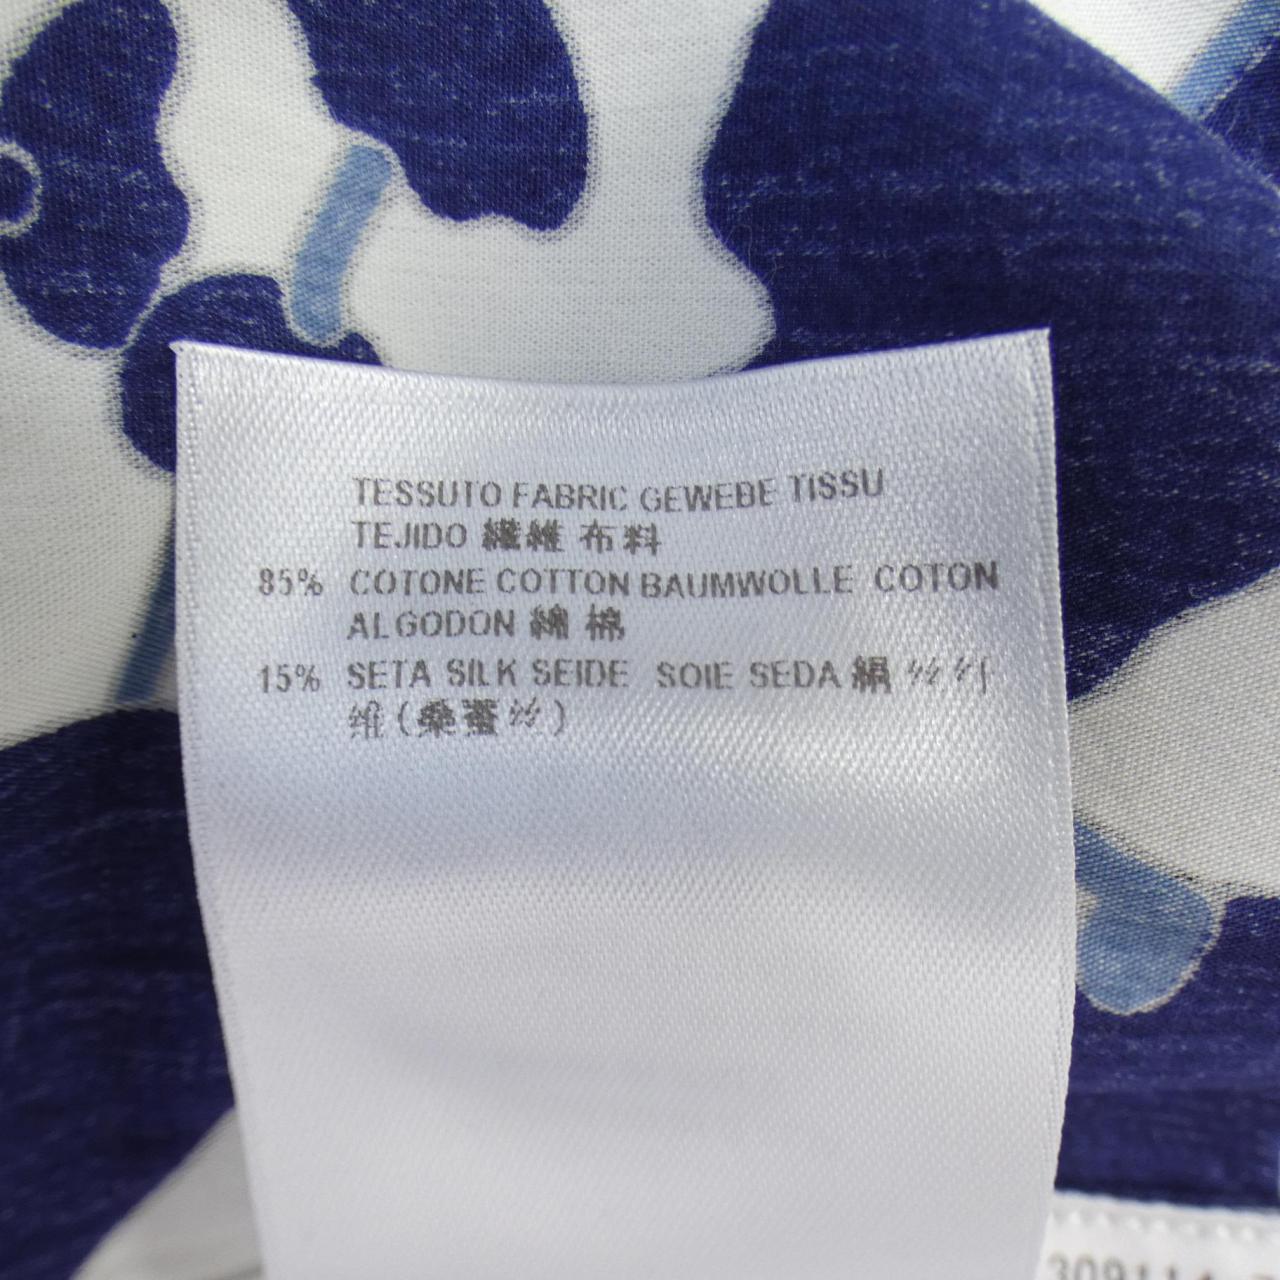 TESSUTO FABRIC GEWEBE TISSU
TEJIDO 繊維 布料
85% COTONE COTTON BAUMWOLLE COTON
ALGODON 綿 棉
15% SETA SILK SEIDE SOIE SEDA 絹 丝纤
维(桑蚕丝)